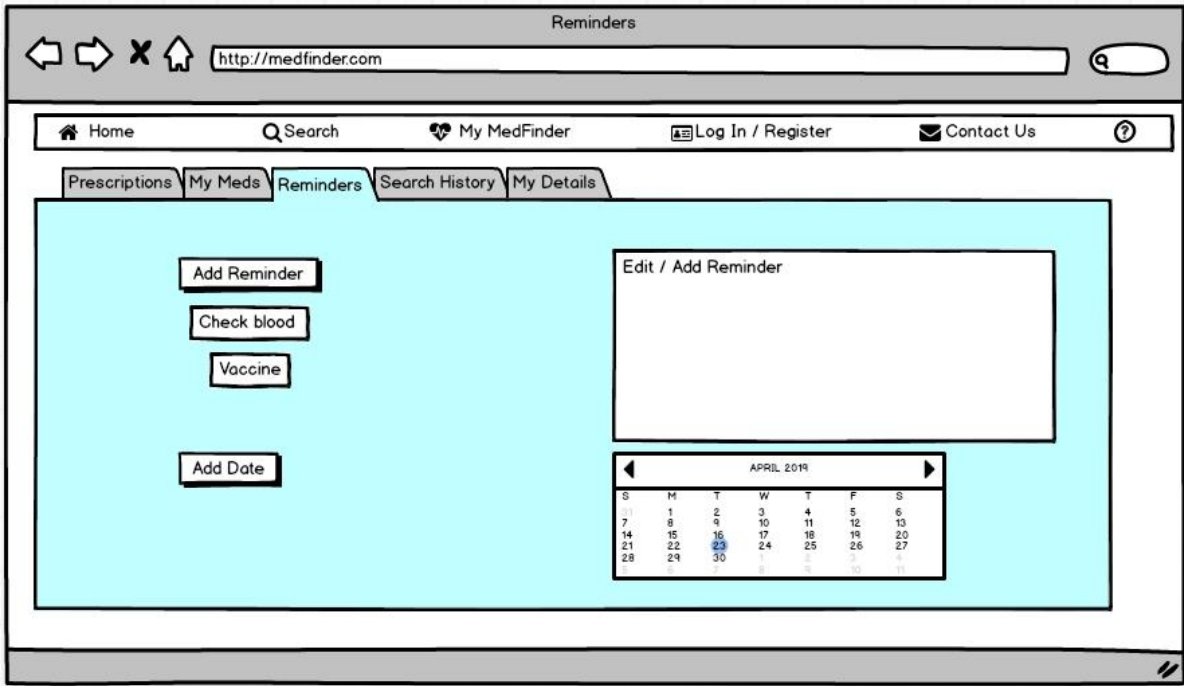 Reminders
http://medfinder.com
Home Search My MedFinder Log In / Register Contact Us ?
Prescriptions My Meds Reminders Search History My Details
Add Reminder
Check blood
Vaccine
Add Date
Edit / Add Reminder
APRIL 2019
S M T W T F S
31 1 2 3 4 5 6
7 8 9 10 11 12 13
14 15 16 17 18 19 20
21 22 23 24 25 26 27
28 29 30 1 2 3 4
5 6 7 8 9 10 11